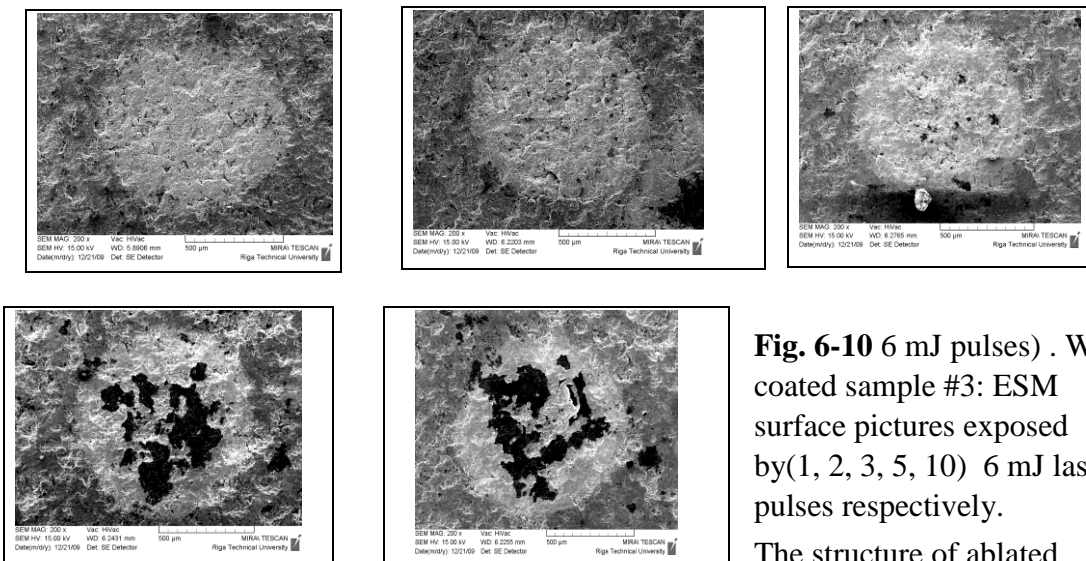 SEM MAG: 200 x Vac: HiVac
SEM HV: 15.00 kV WD: 5.8906 mm 500 µm MIRA\ TESCAN
Date(m/d/y): 12/21/09 Det: SE Detector Riga Technical University
SEM MAG: 200 x Vac: HiVac
SEM HV: 15.00 kV WD: 6.2203 mm 500 µm MIRA\ TESCAN
Date(m/d/y): 12/21/09 Det: SE Detector Riga Technical University
SEM MAG: 200 x Vac: HiVac
SEM HV: 15.00 kV WD: 6.2765 mm 500 µm MIRA\ TESCAN
Date(m/d/y): 12/21/09 Det: SE Detector Riga Technical University
SEM MAG: 200 x Vac: HiVac
SEM HV: 15.00 kV WD: 6.2431 mm 500 µm MIRA\ TESCAN
Date(m/d/y): 12/21/09 Det: SE Detector Riga Technical University
SEM MAG: 200 x Vac: HiVac
SEM HV: 15.00 kV WD: 6.2255 mm 500 µm MIRA\ TESCAN
Date(m/d/y): 12/21/09 Det: SE Detector Riga Technical University
Fig. 6-10 6 mJ pulses) . W
coated sample #3: ESM
surface pictures exposed
by(1, 2, 3, 5, 10) 6 mJ las
pulses respectively.
The structure of ablated